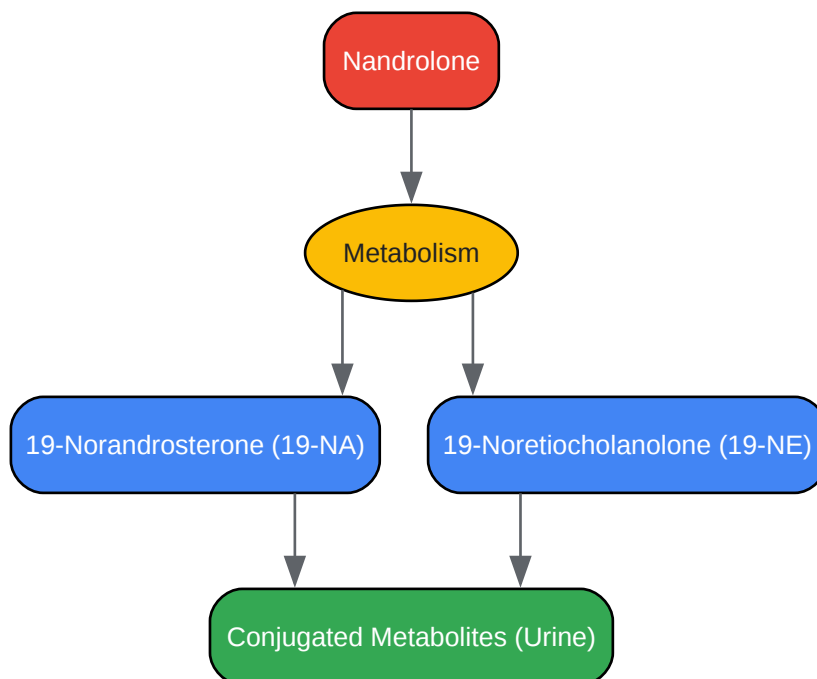 Nandrolone
Metabolism
19-Norandrosterone (19-NA)
19-Noretiocholanolone (19-NE)
Conjugated Metabolites (Urine)